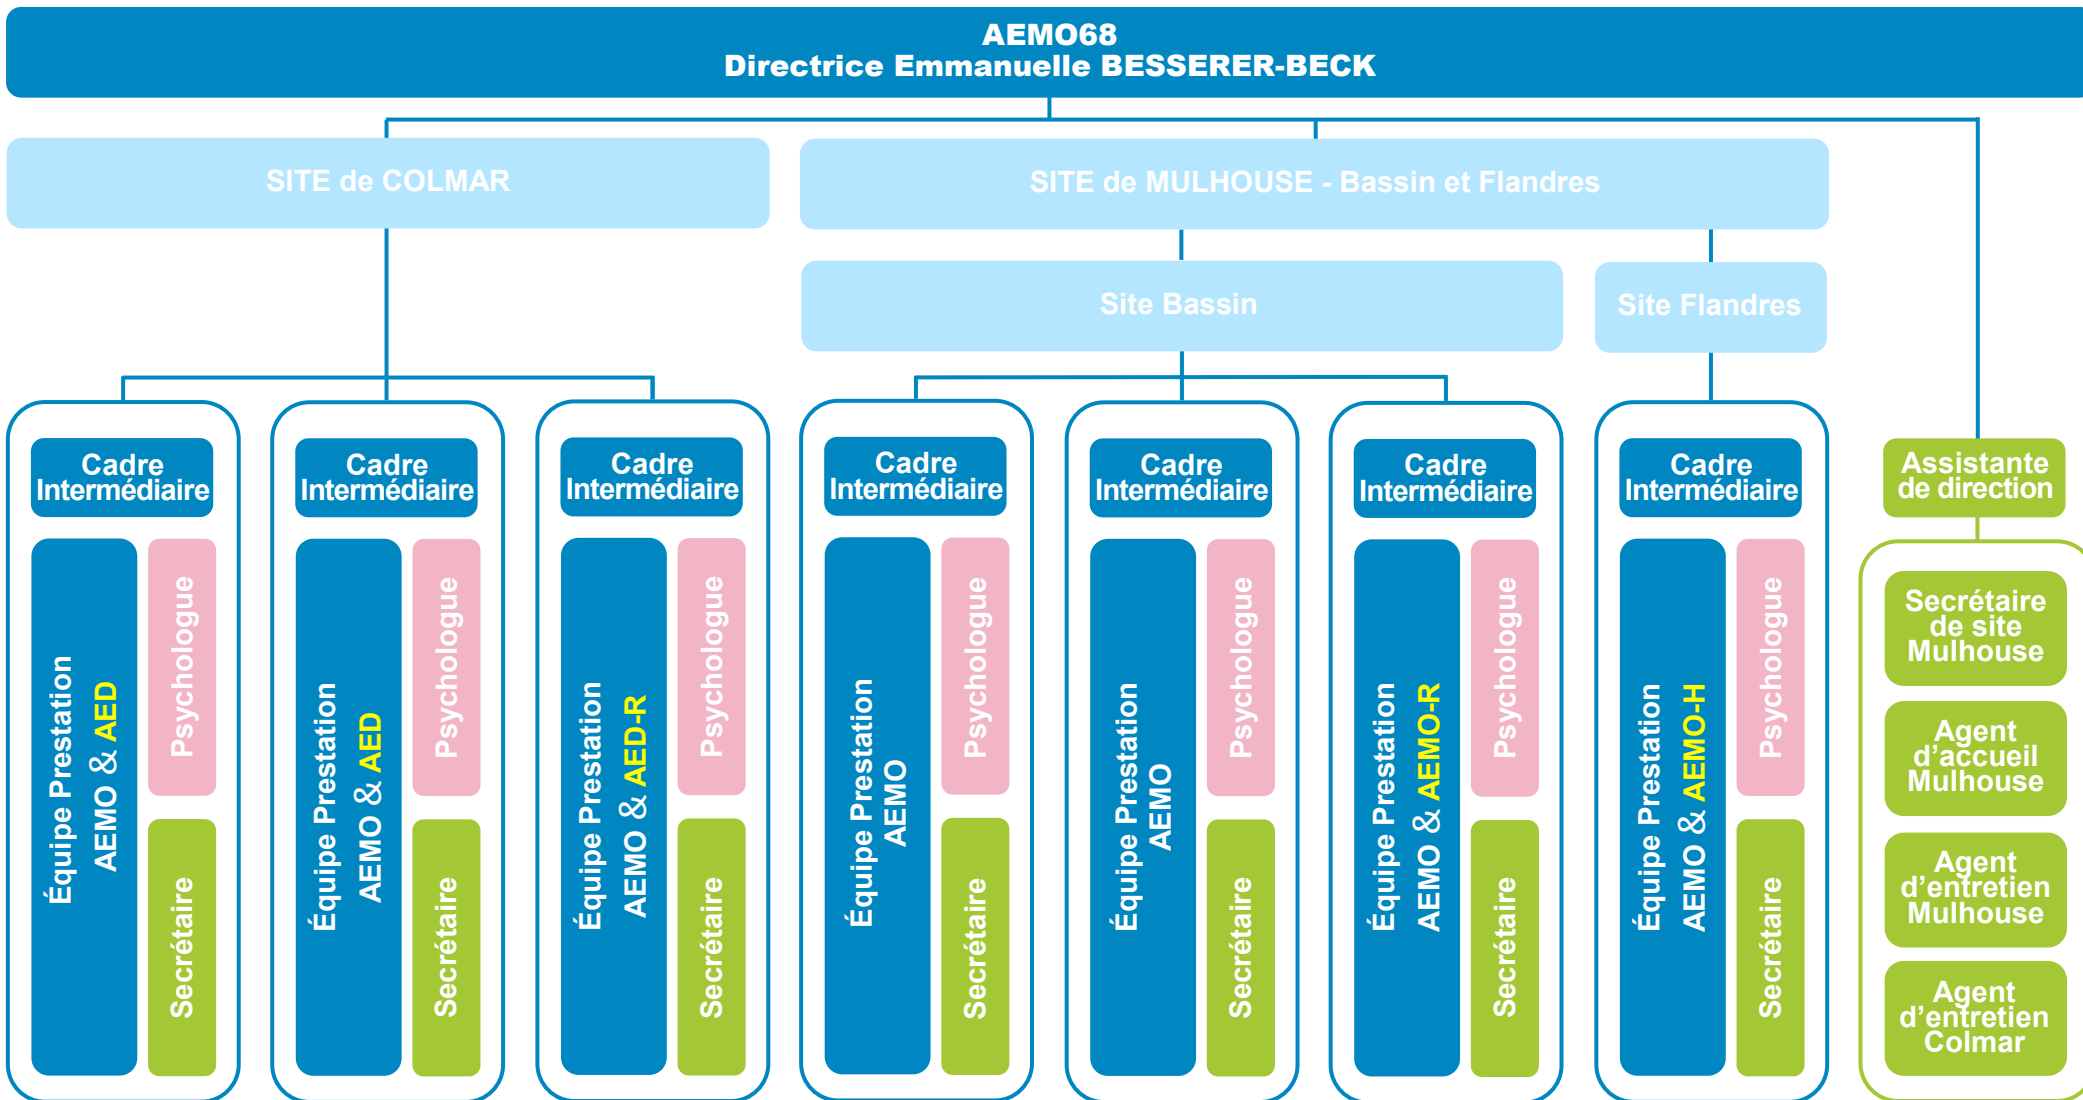 AEMO68
Directrice Emmanuelle BESSERER-BECK
SITE de COLMAR
SITE de MULHOUSE - Bassin et Flandres
Site Bassin
Site Flandres
Cadre
Intermédiaire
Équipe Prestation
AEMO & AED
Psychologue
Secrétaire
Cadre
Intermédiaire
Équipe Prestation
AEMO & AED
Psychologue
Secrétaire
Cadre
Intermédiaire
Équipe Prestation
AEMO & AED-R
Psychologue
Secrétaire
Cadre
Intermédiaire
Équipe Prestation
AEMO
Psychologue
Secrétaire
Cadre
Intermédiaire
Équipe Prestation
AEMO
Psychologue
Secrétaire
Cadre
Intermédiaire
Équipe Prestation
AEMO & AEMO-R
Psychologue
Secrétaire
Cadre
Intermédiaire
Équipe Prestation
AEMO & AEMO-H
Psychologue
Secrétaire
Assistante
de direction
Secrétaire
de site
Mulhouse
Agent
d’accueil
Mulhouse
Agent
d’entretien
Mulhouse
Agent
d’entretien
Colmar